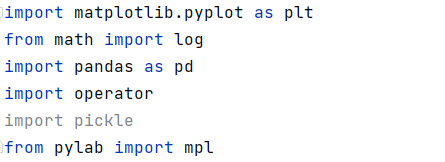 import matplotlib.pyplot as plt
from math import log
import pandas as pd
import operator
import pickle
from pylab import mpl